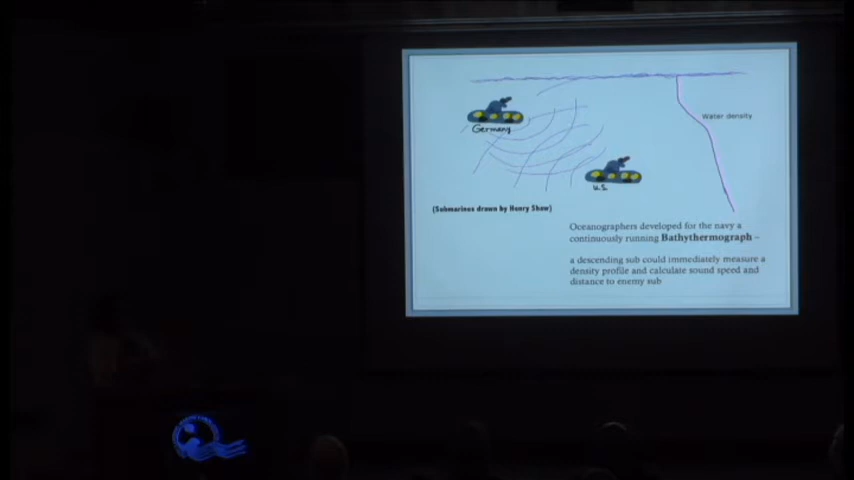 Germany
Water density
U.S.
(Submarines drawn by Henry Shaw)
Oceanographers developed for the navy a
continuously running Bathythermograph –
a descending sub could immediately measure a
density profile and calculate sound speed and
distance to enemy sub